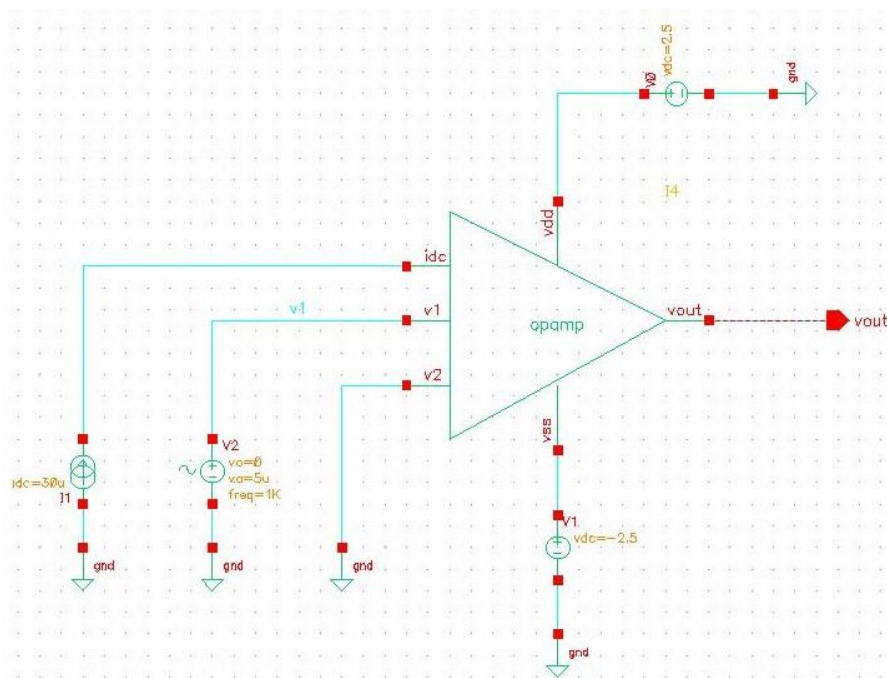 vdc=2.5
V0
gnd
I4
vdd
idc
v1
v1
vout
vout
opamp
v2
vss
V2
vo=0
va=5u
freq=1K
idc=30u
I1
V1
vdc=-2.5
gnd
gnd
gnd
gnd